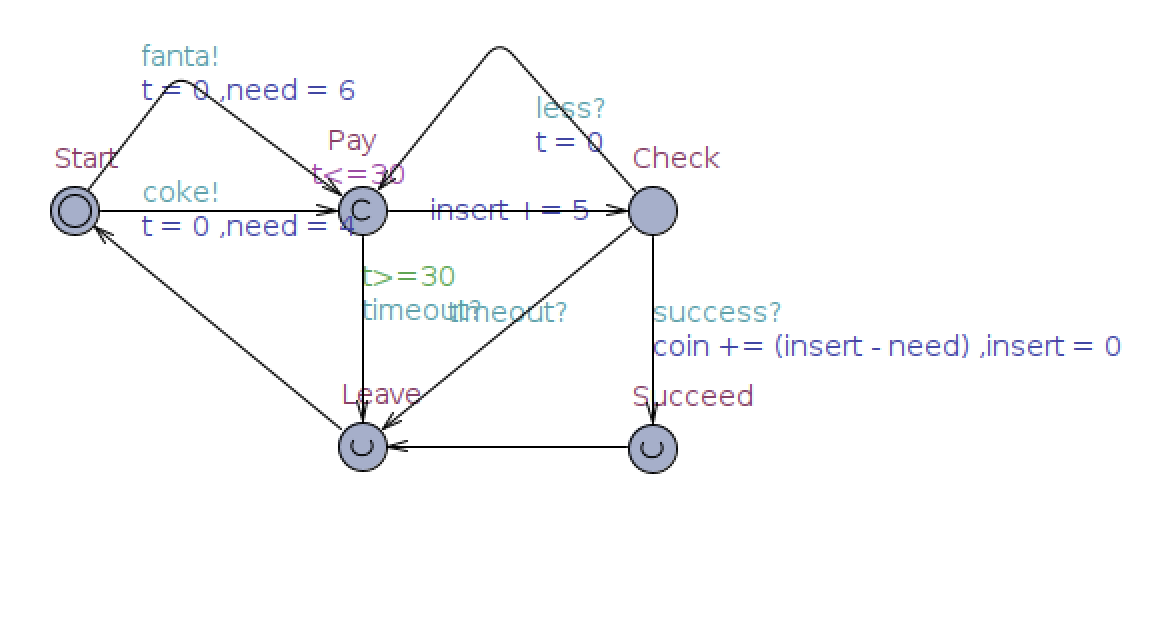 fanta!
t = 0 ,need = 6
less?
t = 0
Pay
t<=30
Start
Check
coke!
t = 0 ,need = 4
C
insert += 5
t>=30
timeout?
timeout?
success?
coin += (insert - need) ,insert = 0
Leave
Succeed
U
U